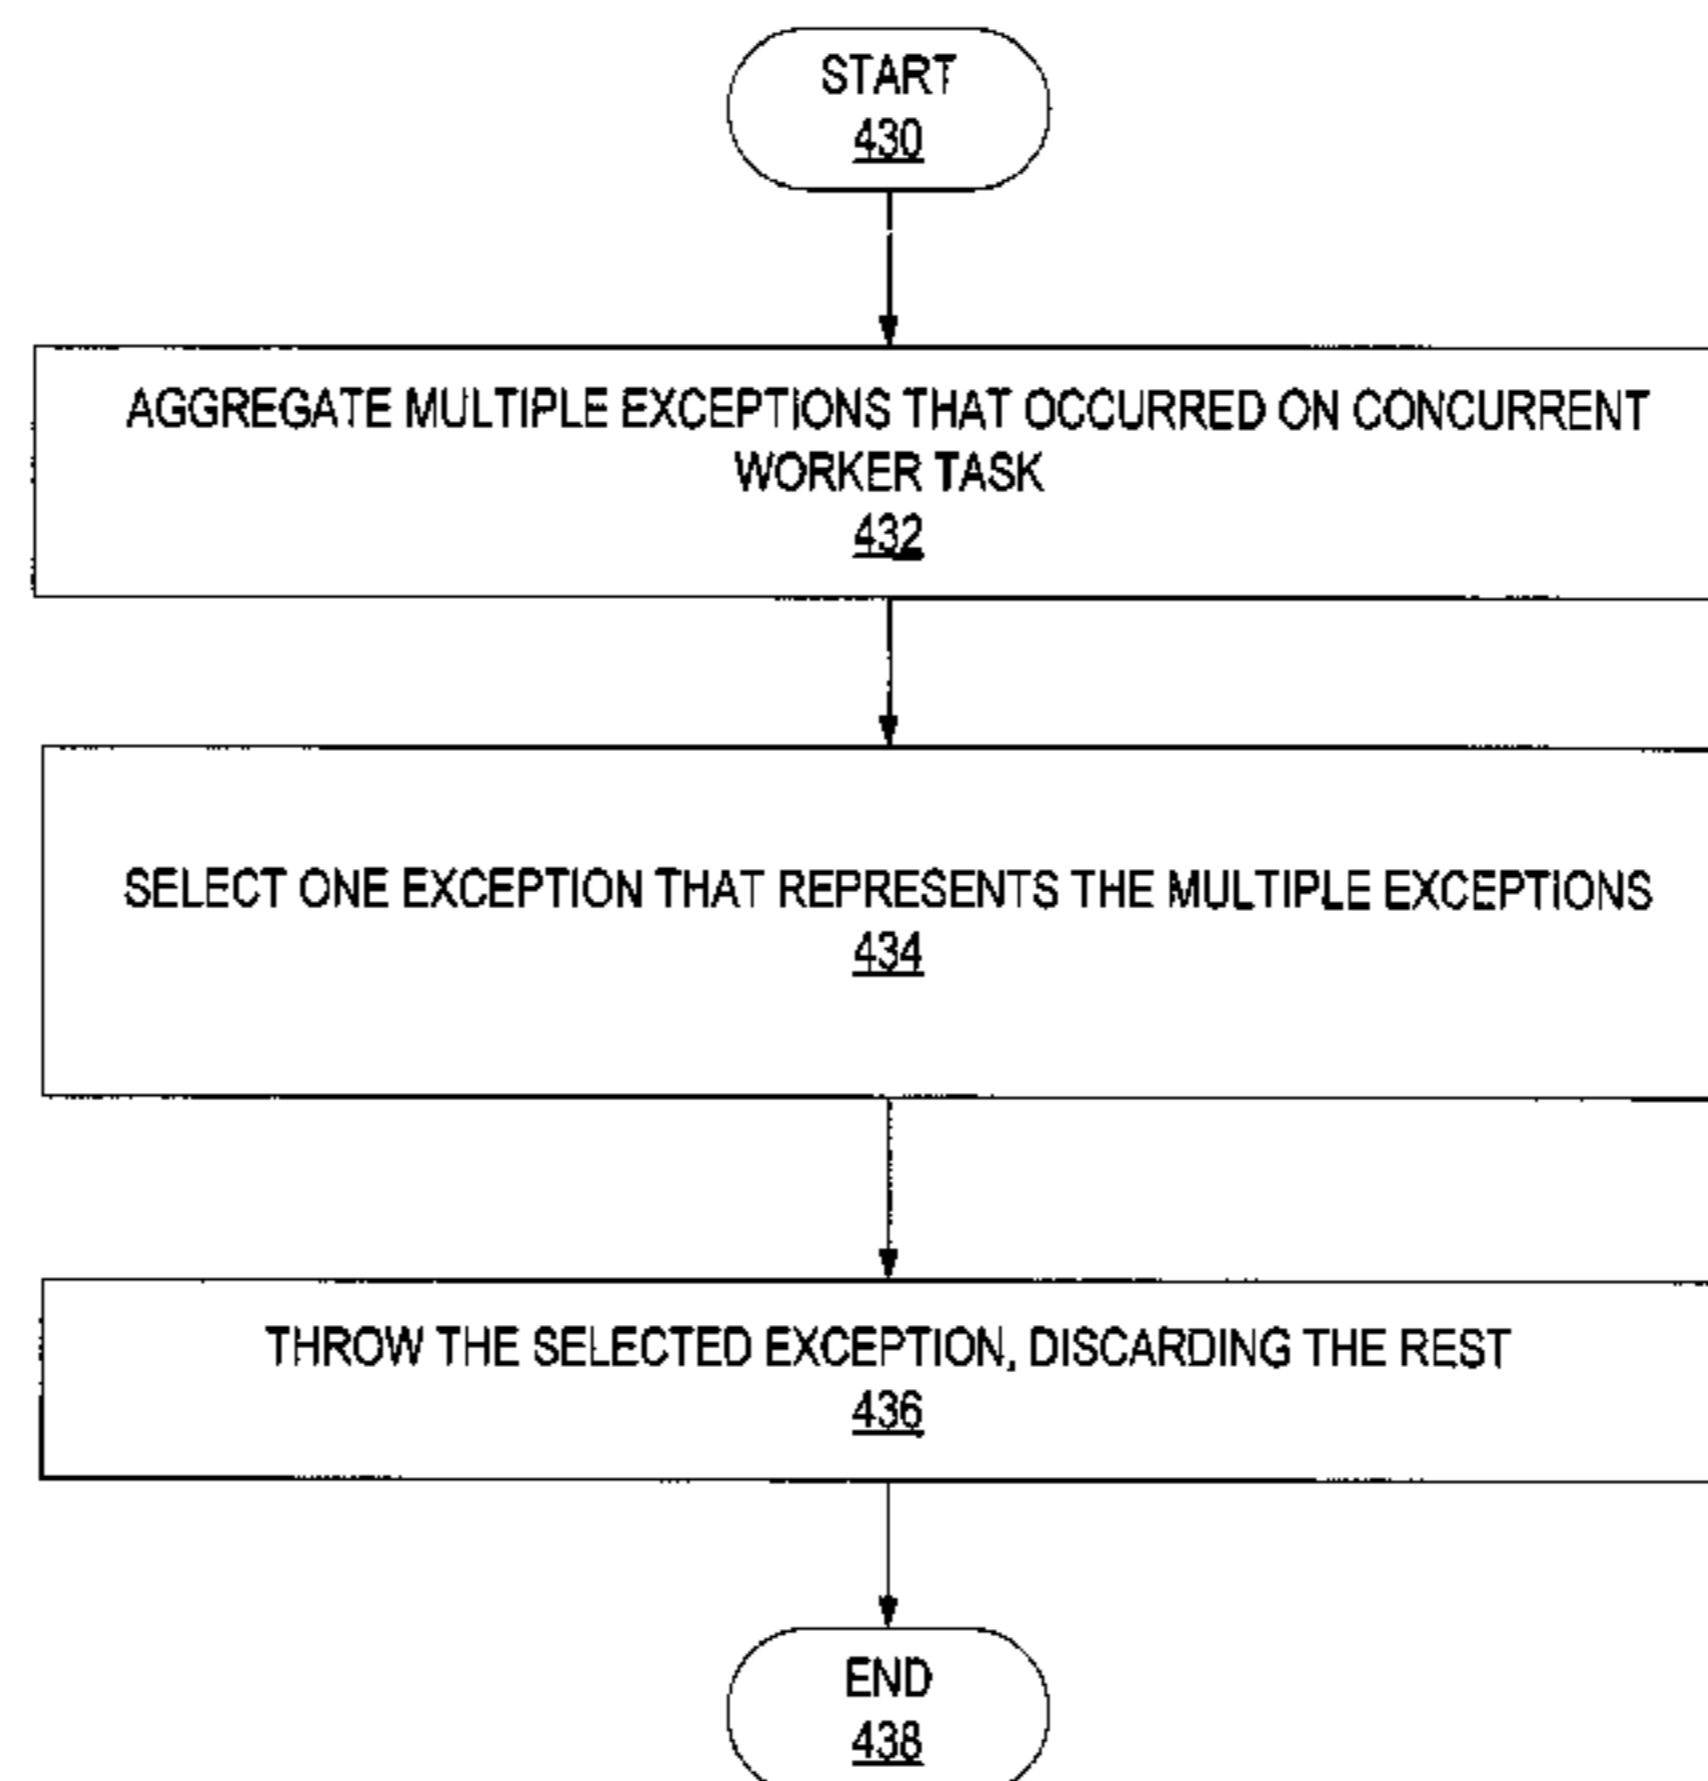 START
430
AGGREGATE MULTIPLE EXCEPTIONS THAT OCCURRED ON CONCURRENT
WORKER TASK
432
SELECT ONE EXCEPTION THAT REPRESENTS THE MULTIPLE EXCEPTIONS
434
THROW THE SELECTED EXCEPTION, DISCARDING THE REST
436
END
438